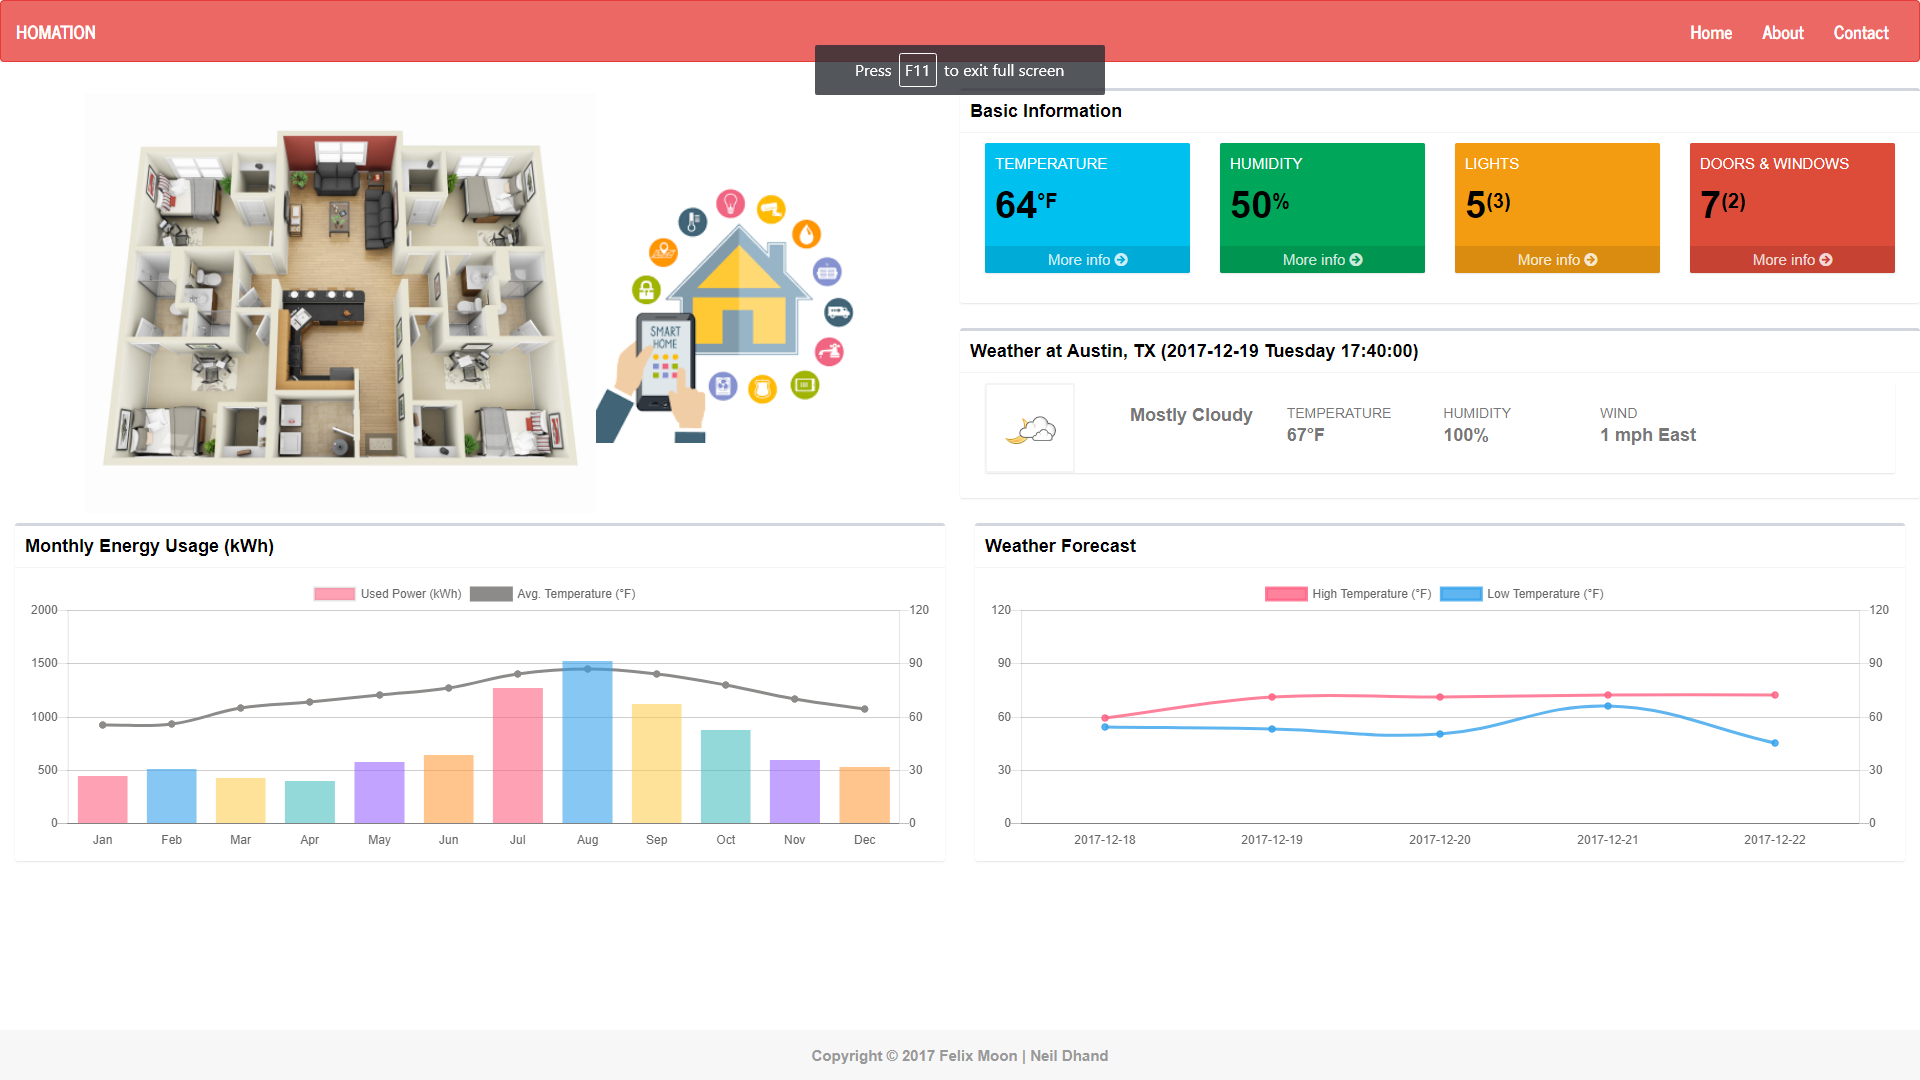 HOMATION
Home About Contact
Press F11 to exit full screen
SMART
HOME
Basic Information
TEMPERATURE
64°F
More info
HUMIDITY
50%
More info
LIGHTS
5(3)
More info
DOORS & WINDOWS
7(2)
More info
Weather at Austin, TX (2017-12-19 Tuesday 17:40:00)
Mostly Cloudy
TEMPERATURE
67°F
HUMIDITY
100%
WIND
1 mph East
Monthly Energy Usage (kWh)
Used Power (kWh) Avg. Temperature (°F)
2000 120
1500 90
1000 60
500 30
0 0
Jan Feb Mar Apr May Jun Jul Aug Sep Oct Nov Dec
Weather Forecast
High Temperature (°F) Low Temperature (°F)
120 120
90 90
60 60
30 30
0 0
2017-12-18 2017-12-19 2017-12-20 2017-12-21 2017-12-22
Copyright © 2017 Felix Moon | Neil Dhand